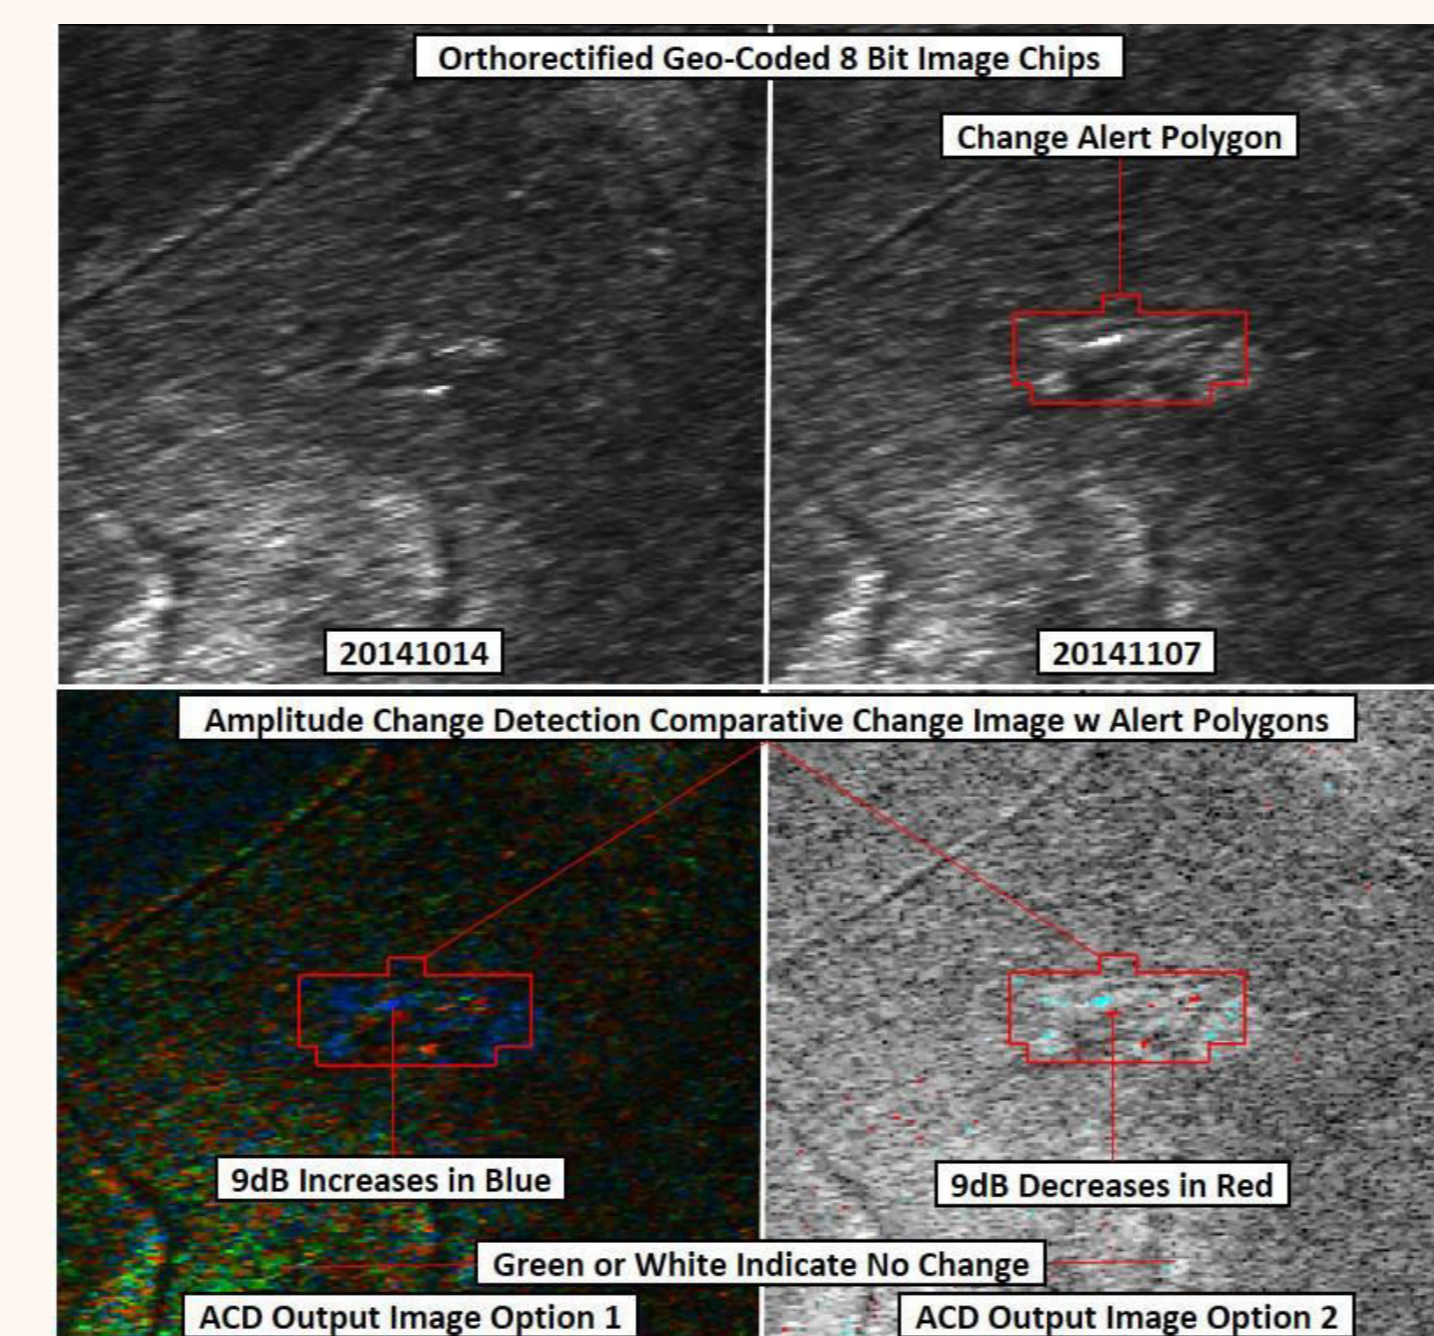 Orthorectified Geo-Coded 8 Bit Image Chips
Change Alert Polygon
20141014
20141107
Amplitude Change Detection Comparative Change Image w Alert Polygons
9dB Increases in Blue
9dB Decreases in Red
Green or White Indicate No Change
ACD Output Image Option 1
ACD Output Image Option 2